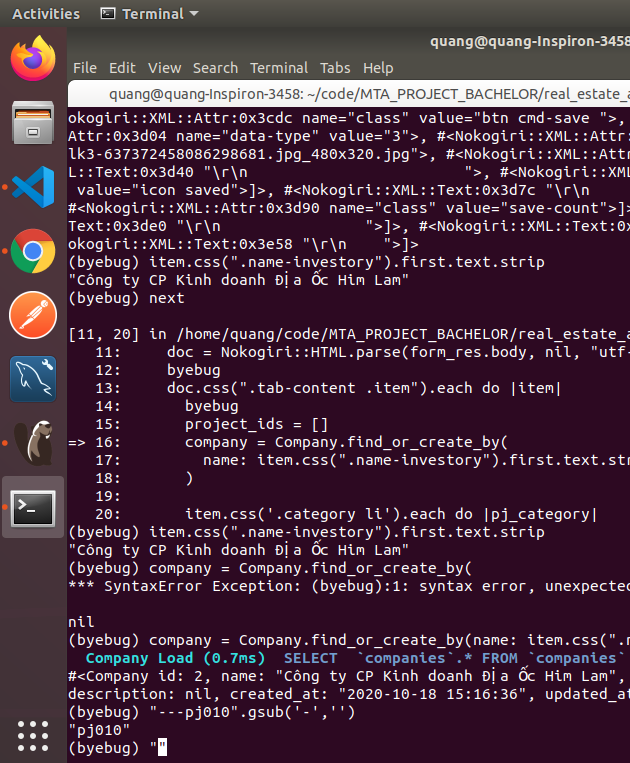 Activities Terminal
quang@quang-Inspiron-3458
File Edit View Search Terminal Tabs Help
quang@quang-Inspiron-3458: ~/code/MTA_PROJECT_BACHELOR/real_estate_a
okogiri::XML::Attr:0x3cdc name="class" value="btn cmd-save ">,
Attr:0x3d04 name="data-type" value="3">, #<Nokogiri::XML::Attr:
lk3-637372458086298681.jpg_480x320.jpg">, #<Nokogiri::XML::Attr
L::Text:0x3d40 "\r\n ">, #<Nokogiri::XML
value="icon saved">]>, #<Nokogiri::XML::Text:0x3d7c "\r\n
#<Nokogiri::XML::Attr:0x3d90 name="class" value="save-count">]>
Text:0x3de0 "\r\n ">]>, #<Nokogiri::XML::Text:0x
okogiri::XML::Text:0x3e58 "\r\n ">]>
(byebug) item.css(".name-investory").first.text.strip
"Công ty CP Kinh doanh Địa Ốc Him Lam"
(byebug) next
[11, 20] in /home/quang/code/MTA_PROJECT_BACHELOR/real_estate_a
11: doc = Nokogiri::HTML.parse(form_res.body, nil, "utf-
12: byebug
13: doc.css(".tab-content .item").each do |item|
14: byebug
15: project_ids = []
=> 16: company = Company.find_or_create_by(
17: name: item.css(".name-investory").first.text.str
18: )
19:
20: item.css('.category li').each do |pj_category|
(byebug) item.css(".name-investory").first.text.strip
"Công ty CP Kinh doanh Địa Ốc Him Lam"
(byebug) company = Company.find_or_create_by(
*** SyntaxError Exception: (byebug):1: syntax error, unexpected
nil
(byebug) company = Company.find_or_create_by(name: item.css(".n
Company Load (0.7ms) SELECT `companies`.* FROM `companies`
#<Company id: 2, name: "Công ty CP Kinh doanh Địa Ốc Him Lam",
description: nil, created_at: "2020-10-18 15:16:36", updated_at
(byebug) "---pj010".gsub('-','')
"pj010"
(byebug) ""